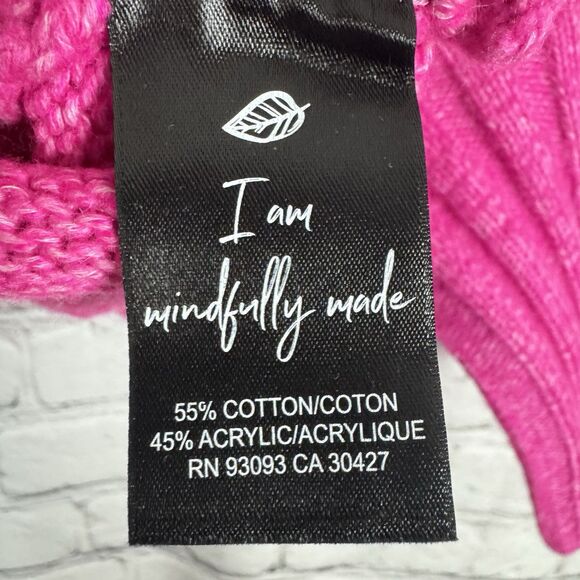 I am
mindfully made
55% COTTON/COTON
45% ACRYLIC/ACRYLIQUE
RN 93093 CA 30427